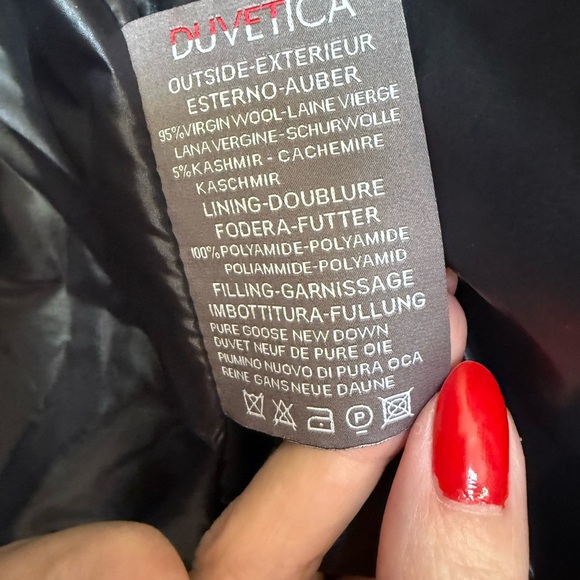 DUVETICA
OUTSIDE-EXTERIEUR
ESTERNO-AUBER
95%VIRGIN WOOL-LAINE VIERGE
LANA VERGINE-SCHURWOLLE
5%KASHMIR - CACHEMIRE
KASCHMIR
LINING-DOUBLURE
FODERA-FUTTER
100%POLYAMIDE-POLYAMIDE
POLIAMMIDE-POLYAMID
FILLING-GARNISSAGE
IMBOTTITURA-FULLUNG
PURE GOOSE NEW DOWN
DUVET NEUF DE PURE OIE
PIUMINO NUOVO DI PURA OCA
REINE GANS NEUE DAUNE
P